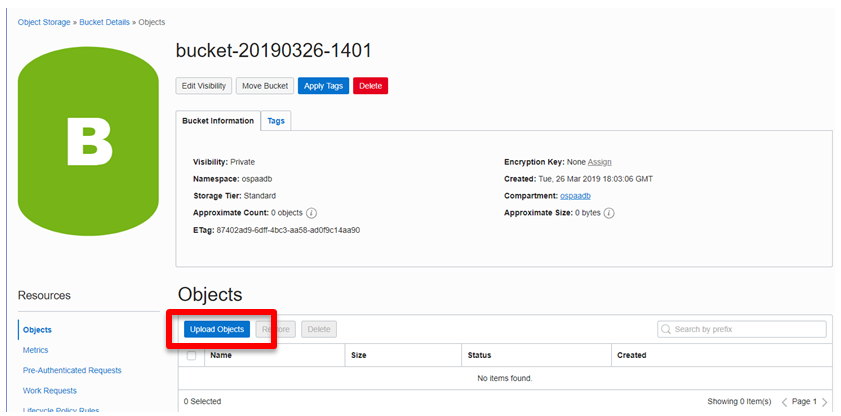 Object Storage » Bucket Details » Objects
B
bucket-20190326-1401
Edit Visibility Move Bucket Apply Tags Delete
Bucket Information Tags
Visibility: Private Encryption Key: None Assign
Namespace: ospaadb Created: Tue, 26 Mar 2019 18:03:06 GMT
Storage Tier: Standard Compartment: ospaadb
Approximate Count: 0 objects i Approximate Size: 0 bytes i
ETag: 87402ad9-6dff-4bc3-aa58-ad0f9c14aa90
Resources
Objects
Metrics
Pre-Authenticated Requests
Work Requests
Lifecycle Policy Rules
Objects
Upload Objects Restore Delete Search by prefix
Name Size Status Created
No items found.
0 Selected Showing 0 Item(s) < Page 1 >